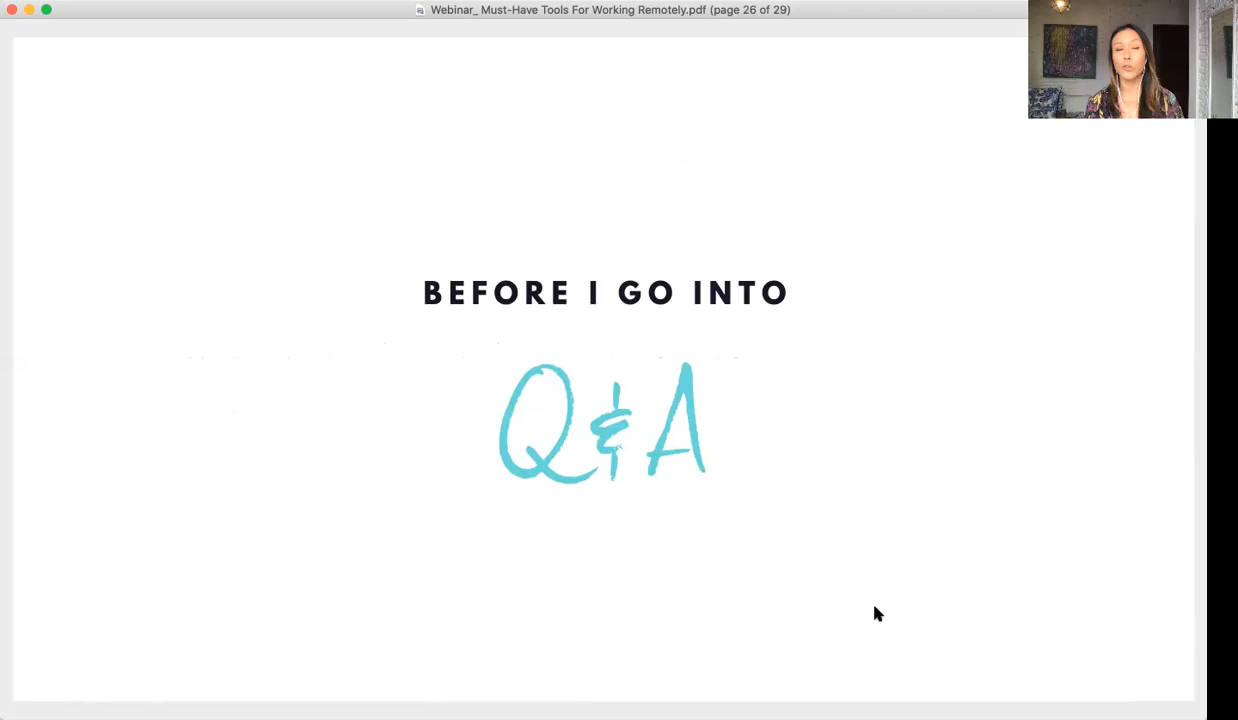 Webinar_ Must-Have Tools For Working Remotely.pdf (page 26 of 29)
BEFORE I GO INTO
Q&A